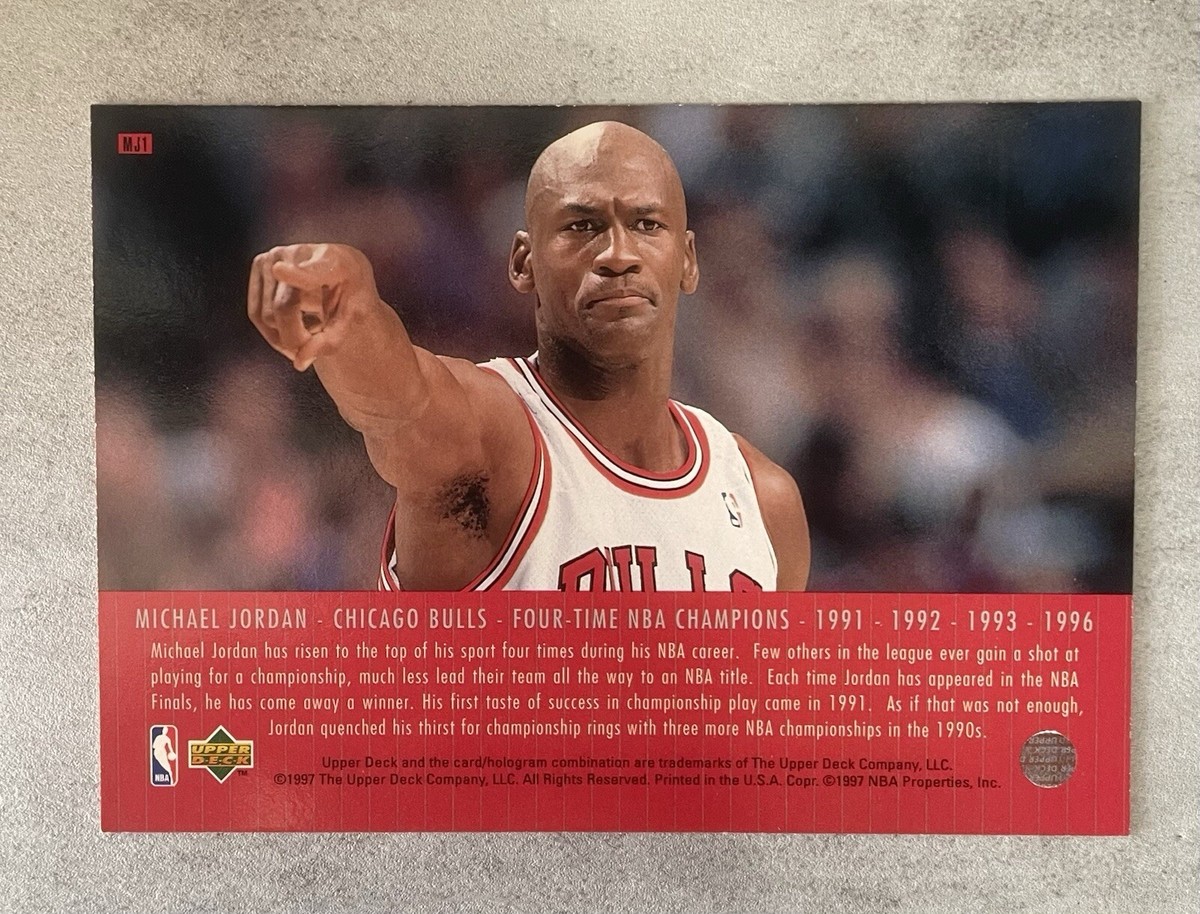 MJ1
BULLS
MICHAEL JORDAN - CHICAGO BULLS - FOUR-TIME NBA CHAMPIONS - 1991 - 1992 - 1993 - 1996
Michael Jordan has risen to the top of his sport four times during his NBA career. Few others in the league ever gain a shot at
playing for a championship, much less lead their team all the way to an NBA title. Each time Jordan has appeared in the NBA
Finals, he has come away a winner. His first taste of success in championship play came in 1991. As if that was not enough,
Jordan quenched his thirst for championship rings with three more NBA championships in the 1990s.
NBA
UPPER
DECK
TM
Upper Deck and the card/hologram combination are trademarks of The Upper Deck Company, LLC.
©1997 The Upper Deck Company, LLC. All Rights Reserved. Printed in the U.S.A. Copr. ©1997 NBA Properties, Inc.